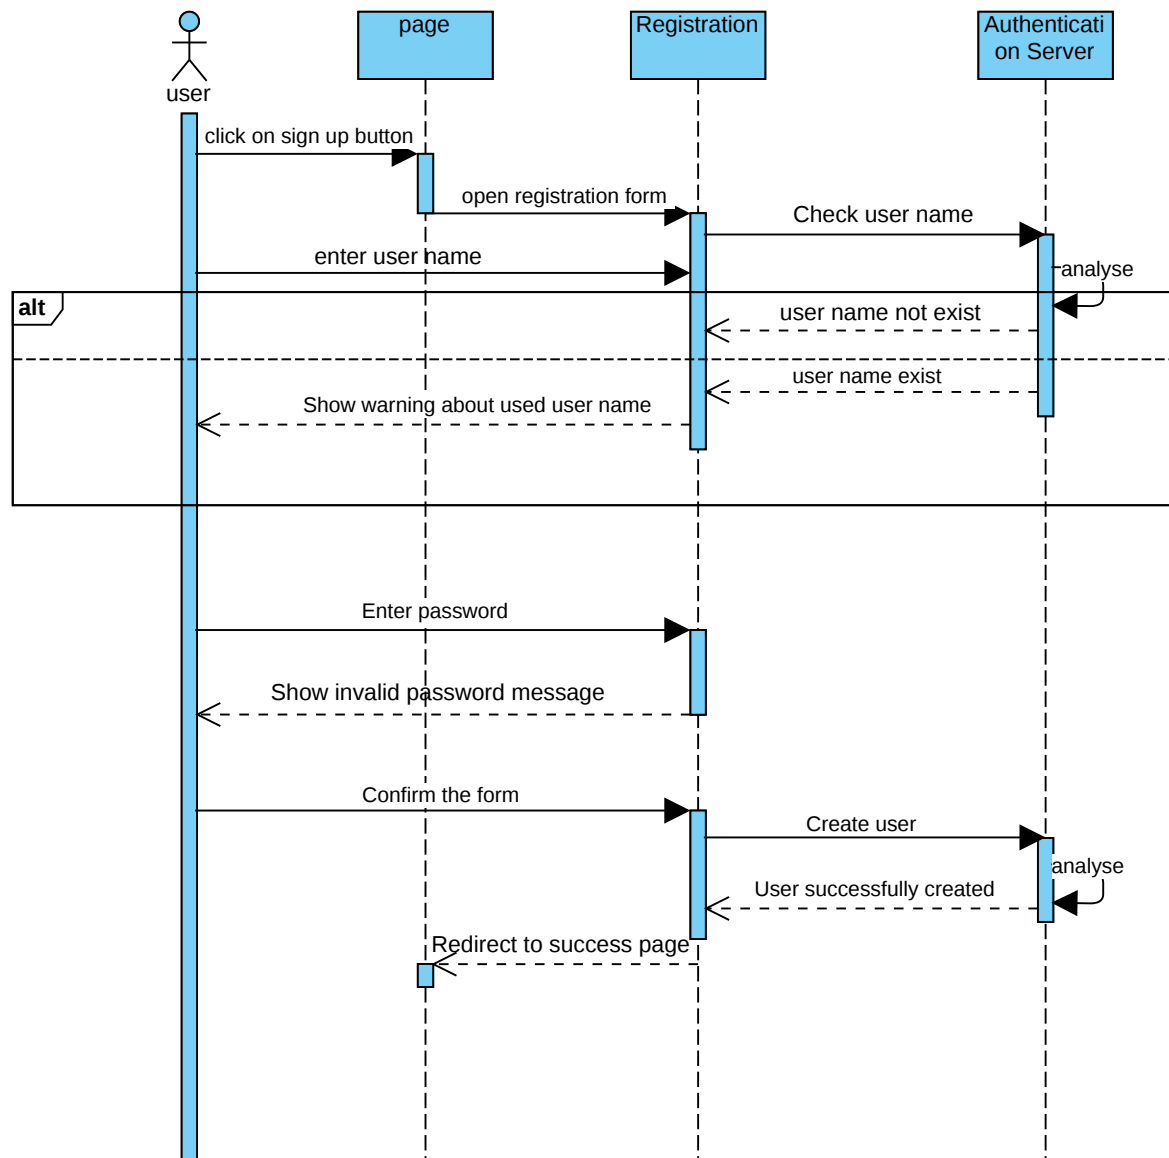 user
page
Registration
Authenticati
on Server
click on sign up button
open registration form
Check user name
enter user name
analyse
alt
user name not exist
user name exist
Show warning about used user name
Enter password
Show invalid password message
Confirm the form
Create user
analyse
User successfully created
Redirect to success page